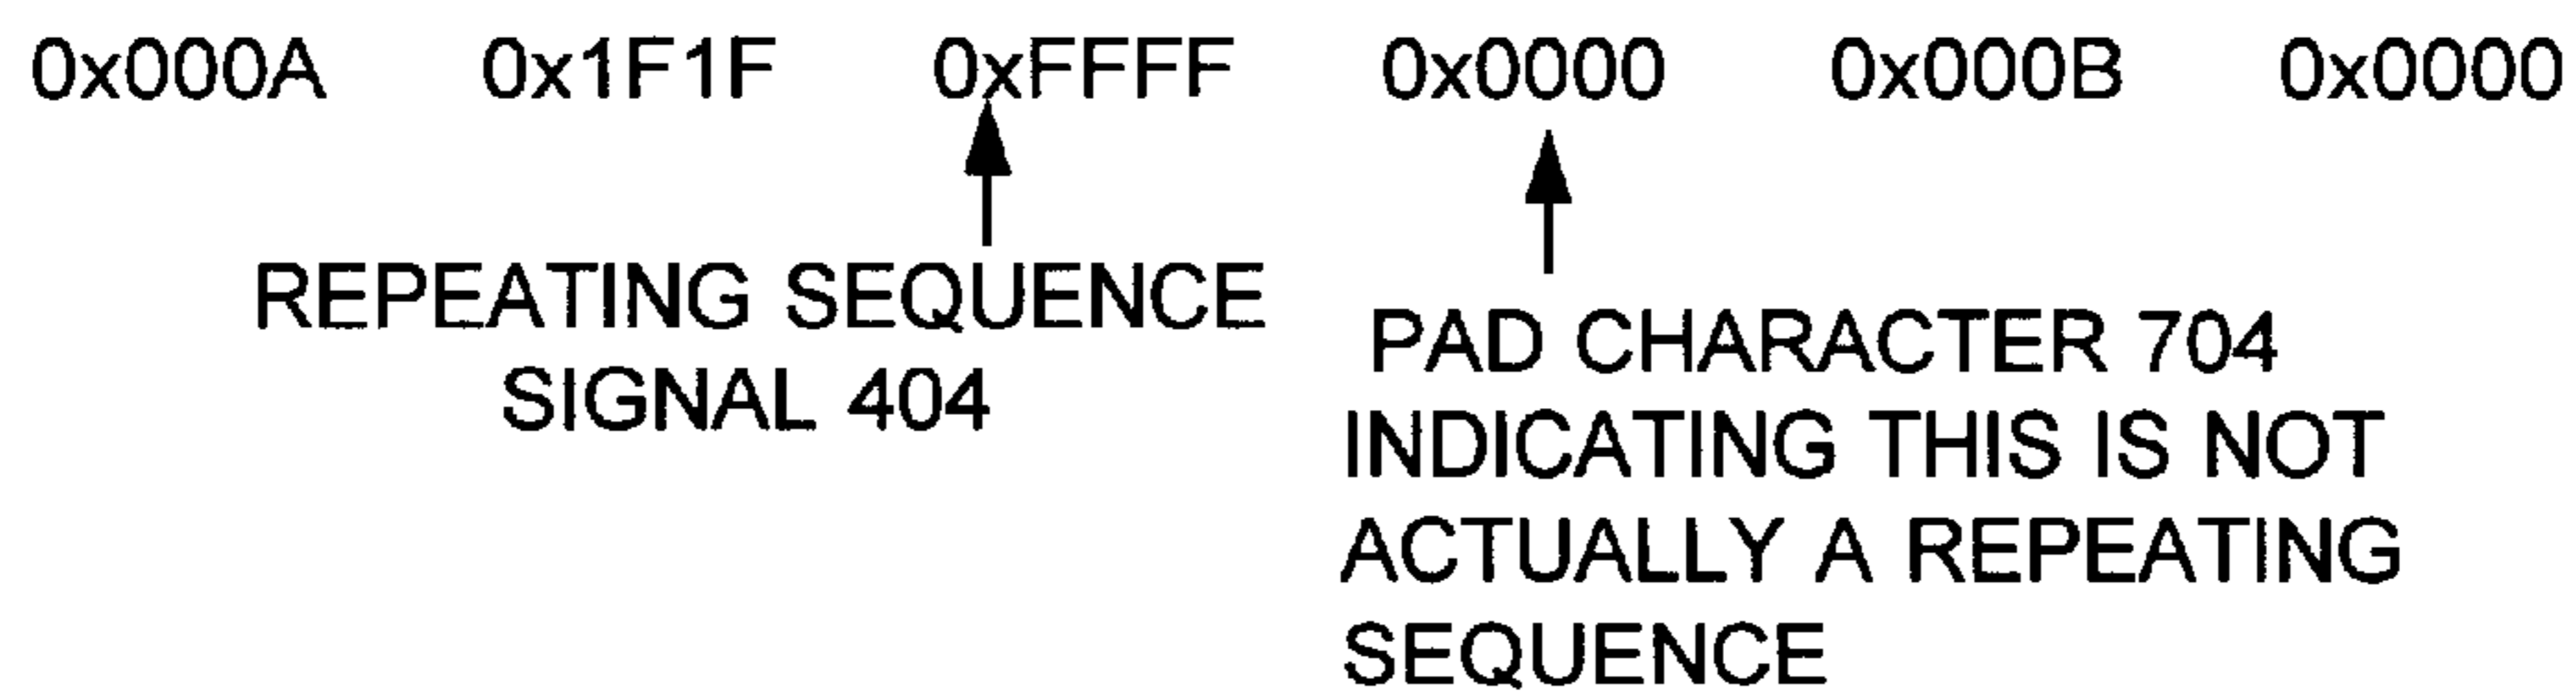 0x000A 0x1F1F 0xFFFF 0x0000 0x000B 0x0000
REPEATING SEQUENCE
SIGNAL 404
PAD CHARACTER 704
INDICATING THIS IS NOT
ACTUALLY A REPEATING
SEQUENCE